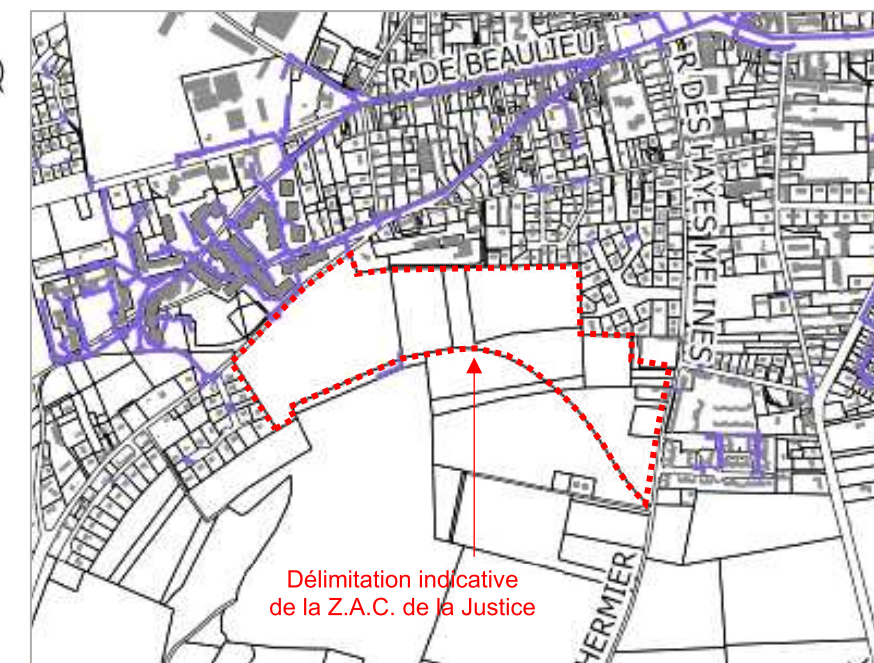 R. DE BEAULIEU
R. DES HAYES MELINES
Délimitation indicative
de la Z.A.C. de la Justice
HERMIER